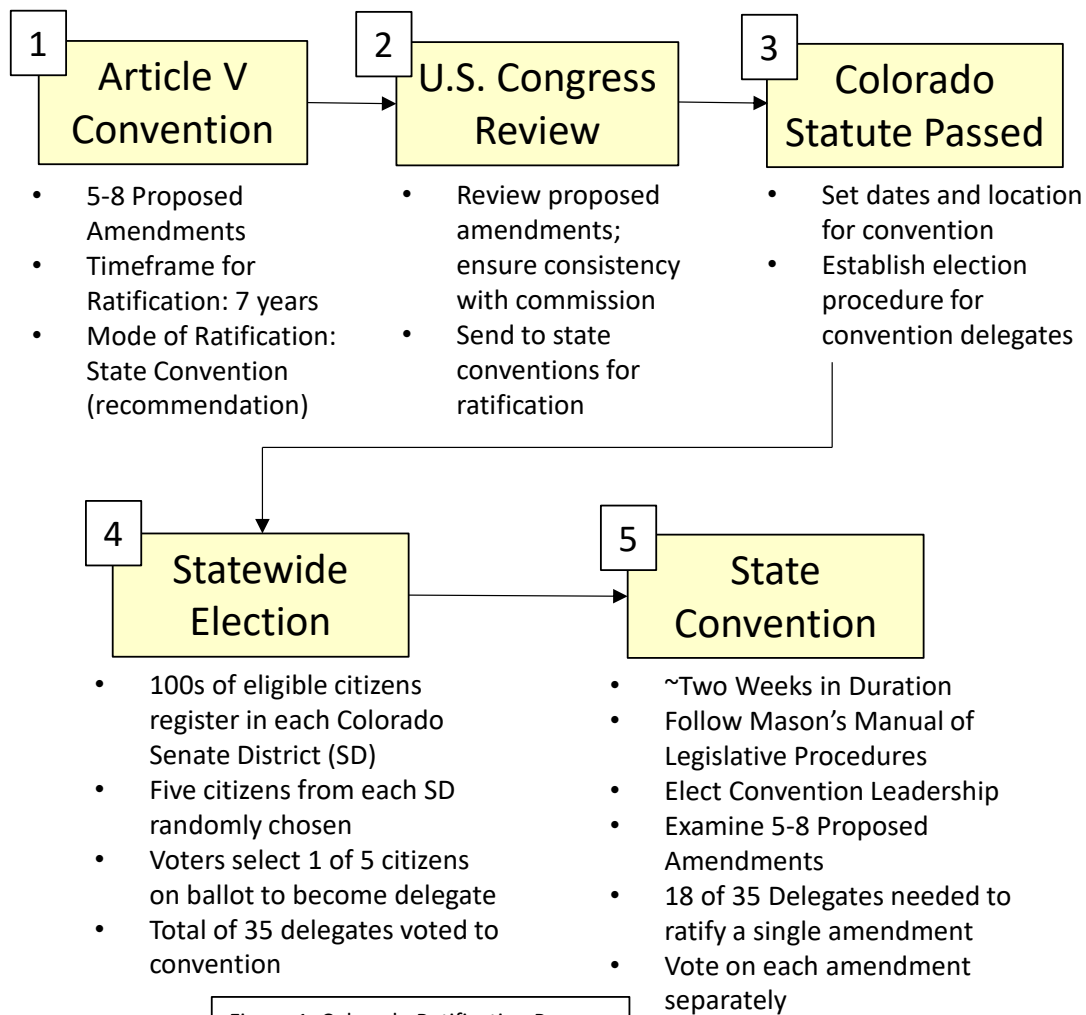 1
Article V
Convention
• 5-8 Proposed
Amendments
• Timeframe for
Ratification: 7 years
• Mode of Ratification:
State Convention
(recommendation)
2
U.S. Congress
Review
• Review proposed
amendments;
ensure consistency
with commission
• Send to state
conventions for
ratification
3
Colorado
Statute Passed
• Set dates and location
for convention
• Establish election
procedure for
convention delegates
4
Statewide
Election
• 100s of eligible citizens
register in each Colorado
Senate District (SD)
• Five citizens from each SD
randomly chosen
• Voters select 1 of 5 citizens
on ballot to become delegate
• Total of 35 delegates voted to
convention
5
State
Convention
• ~Two Weeks in Duration
• Follow Mason’s Manual of
Legislative Procedures
• Elect Convention Leadership
• Examine 5-8 Proposed
Amendments
• 18 of 35 Delegates needed to
ratify a single amendment
• Vote on each amendment
separately